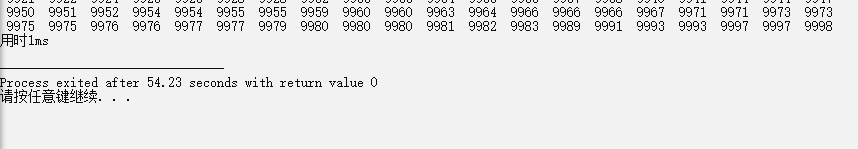 9950 9951 9952 9954 9954 9955 9959 9960 9960 9963 9964 9966 9966 9966 9967 9971 9971 9973 9973
9975 9975 9976 9976 9977 9977 9979 9980 9980 9980 9981 9982 9983 9989 9991 9993 9993 9997 9997 9998
用时1ms
Process exited after 54.23 seconds with return value 0
请按任意键继续. . .